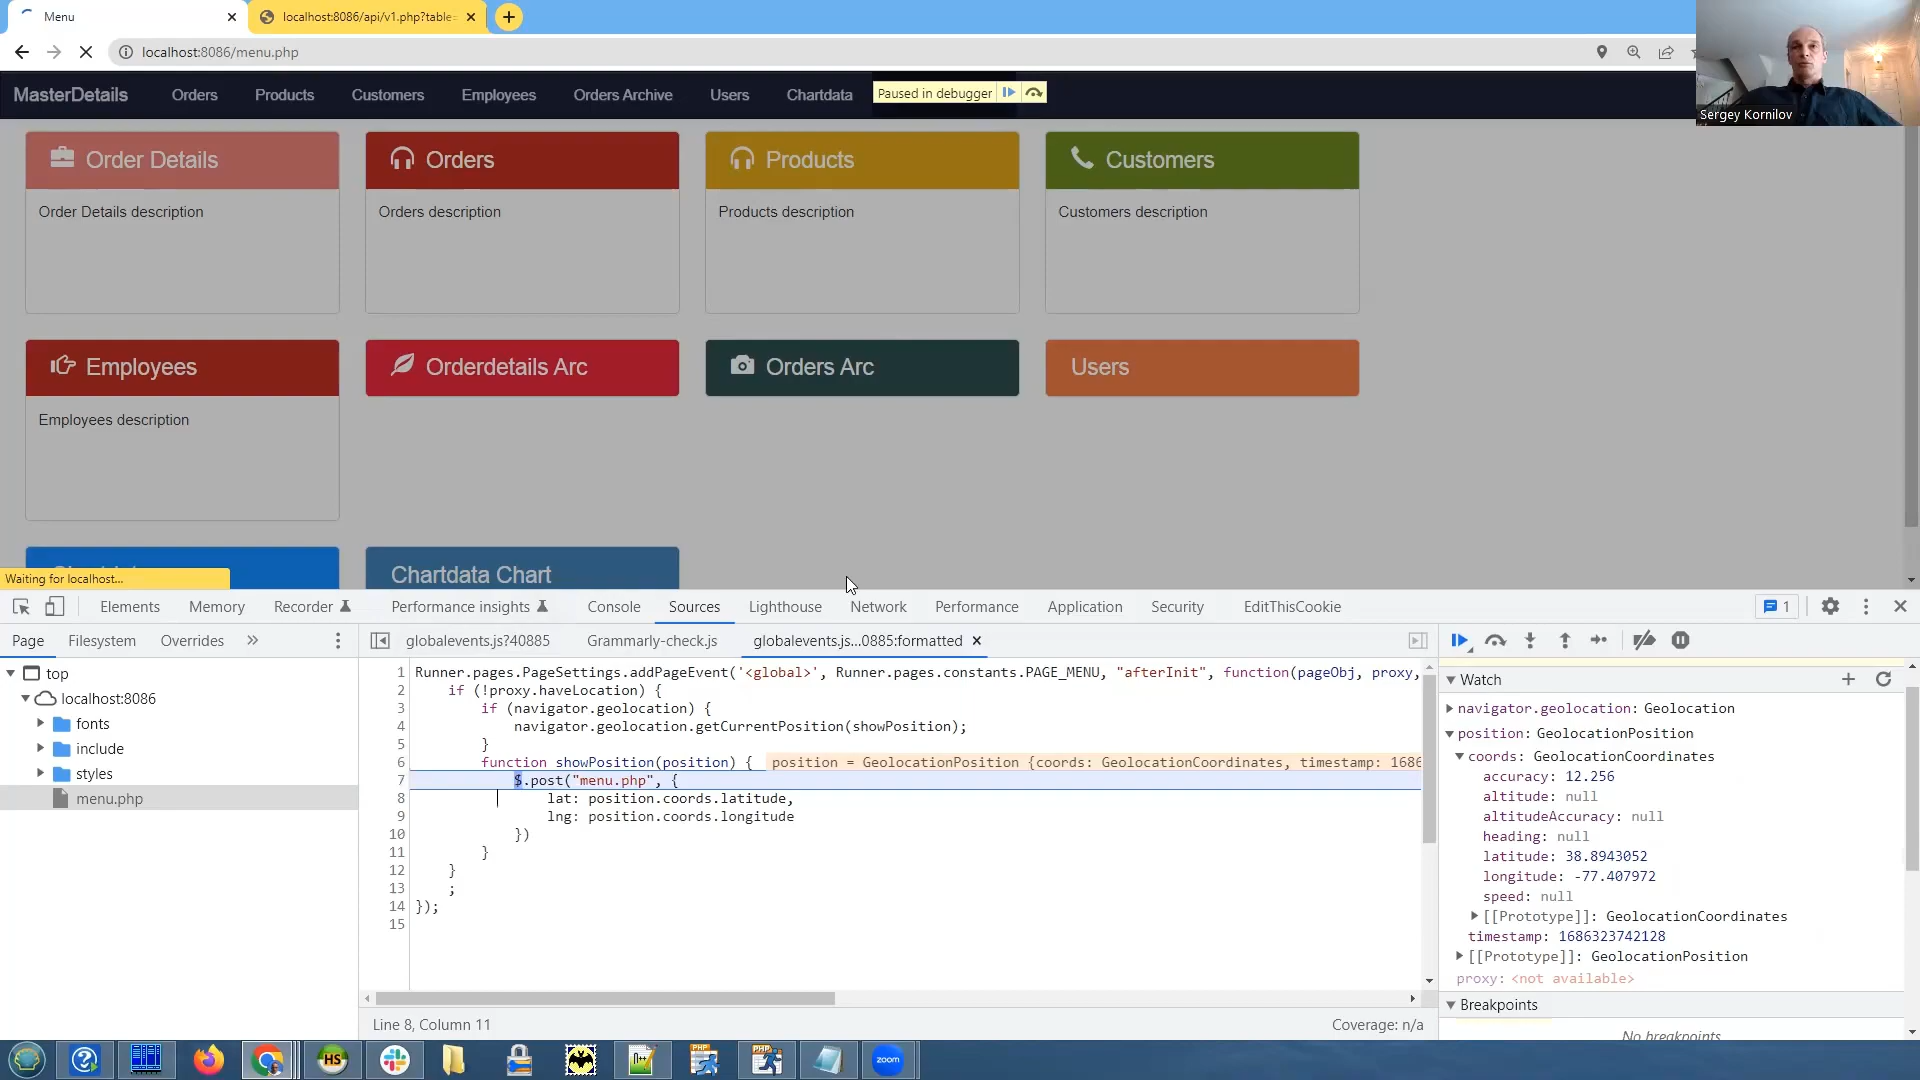 Menu
localhost:8086/api/v1.php?table=
localhost:8086/menu.php
Sergey Kornilov
MasterDetails
Orders
Products
Customers
Employees
Orders Archive
Users
Chartdata
Paused in debugger
Order Details
Orders
Products
Customers
Order Details description
Orders description
Products description
Customers description
Employees
Orderdetails Arc
Orders Arc
Users
Employees description
Chartdata Chart
Waiting for localhost...
Elements
Memory
Recorder
Performance insights
Console
Sources
Lighthouse
Network
Performance
Application
Security
EditThisCookie
1
Page
Filesystem
Overrides
globalevents.js?40885
Grammarly-check.js
globalevents.js...0885:formatted
top
localhost:8086
fonts
include
styles
menu.php
1 Runner.pages.PageSettings.addPageEvent('<global>', Runner.pages.constants.PAGE_MENU, "afterInit", function(pageObj, proxy,
2 if (!proxy.haveLocation) {
3 if (navigator.geolocation) {
4 navigator.geolocation.getCurrentPosition(showPosition);
5 }
6 function showPosition(position) { position = GeolocationPosition {coords: GeolocationCoordinates, timestamp: 1686
7 $.post("menu.php", {
8 lat: position.coords.latitude,
9 lng: position.coords.longitude
10 })
11 }
12 }
13 ;
14 });
15
Line 8, Column 11
Coverage: n/a
Watch
navigator.geolocation: Geolocation
position: GeolocationPosition
coords: GeolocationCoordinates
accuracy: 12.256
altitude: null
altitudeAccuracy: null
heading: null
latitude: 38.8943052
longitude: -77.407972
speed: null
[[Prototype]]: GeolocationCoordinates
timestamp: 1686323742128
[[Prototype]]: GeolocationPosition
proxy: <not available>
Breakpoints
No breakpoints
HS
n++
PHP
PHP
zoom